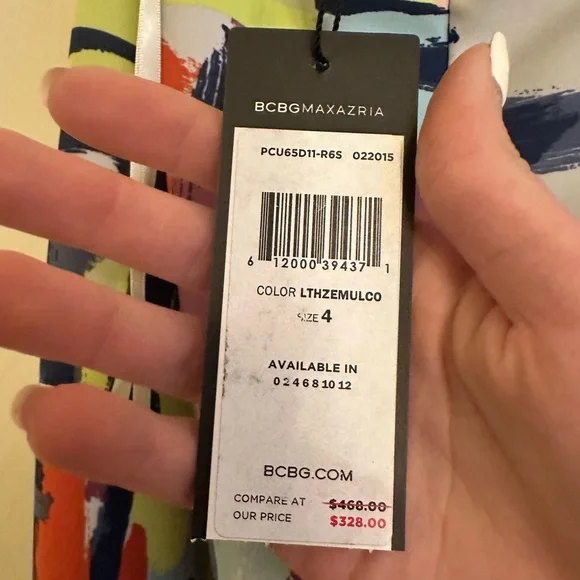 BCBGMAXAZRIA
PCU65D11-R6S 022015
6 12000 39437 1
COLOR LTHZEMULCO
SIZE 4
AVAILABLE IN
0 2 4 6 8 10 12
BCBG.COM
COMPARE AT $468.00
OUR PRICE $328.00